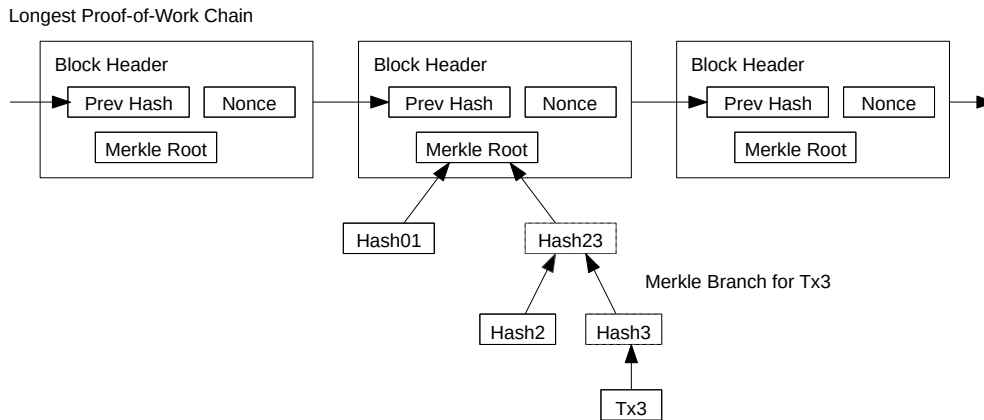 Longest Proof-of-Work Chain
Block Header
Block Header
Block Header
Prev Hash
Nonce
Prev Hash
Nonce
Prev Hash
Nonce
Merkle Root
Merkle Root
Merkle Root
Hash01
Hash23
Merkle Branch for Tx3
Hash2
Hash3
Tx3